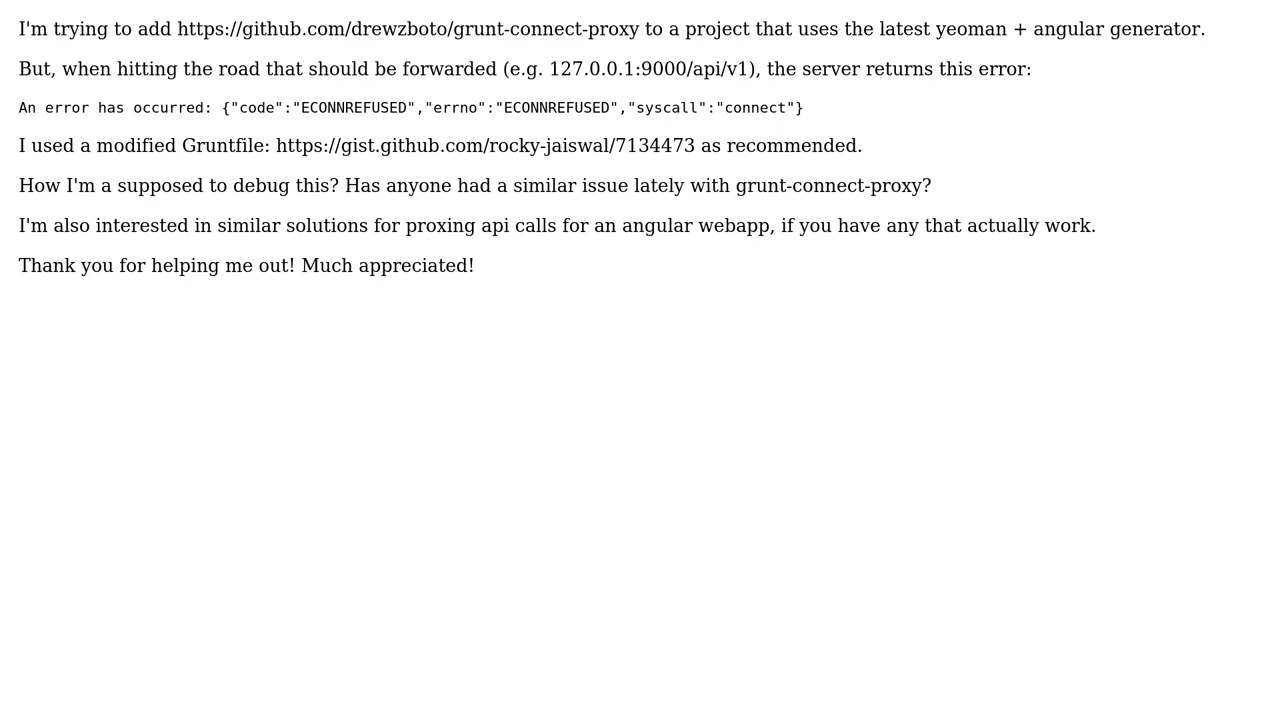 I'm trying to add https://github.com/drewzboto/grunt-connect-proxy to a project that uses the latest yeoman + angular generator.
But, when hitting the road that should be forwarded (e.g. 127.0.0.1:9000/api/v1), the server returns this error:
An error has occurred: {"code":"ECONNREFUSED","errno":"ECONNREFUSED","syscall":"connect"}
I used a modified Gruntfile: https://gist.github.com/rocky-jaiswal/7134473 as recommended.
How I'm a supposed to debug this? Has anyone had a similar issue lately with grunt-connect-proxy?
I'm also interested in similar solutions for proxing api calls for an angular webapp, if you have any that actually work.
Thank you for helping me out! Much appreciated!